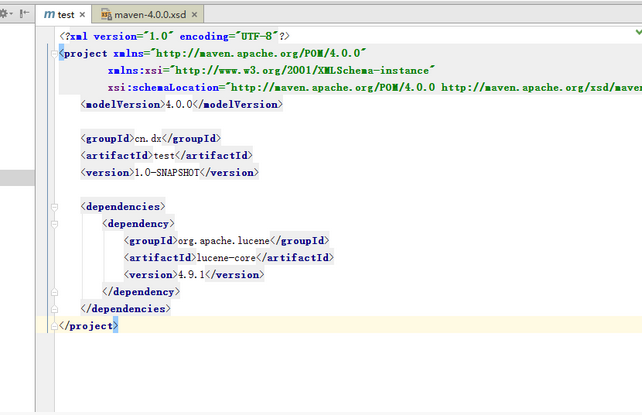 test
maven-4.0.0.xsd
<?xml version="1.0" encoding="UTF-8"?>
<project xmlns="http://maven.apache.org/POM/4.0.0"
xmlns:xsi="http://www.w3.org/2001/XMLSchema-instance"
xsi:schemaLocation="http://maven.apache.org/POM/4.0.0 http://maven.apache.org/xsd/maven
<modelVersion>4.0.0</modelVersion>
<groupId>cn.dx</groupId>
<artifactId>test</artifactId>
<version>1.0-SNAPSHOT</version>
<dependencies>
<dependency>
<groupId>org.apache.lucene</groupId>
<artifactId>lucene-core</artifactId>
<version>4.9.1</version>
</dependency>
</dependencies>
</project>